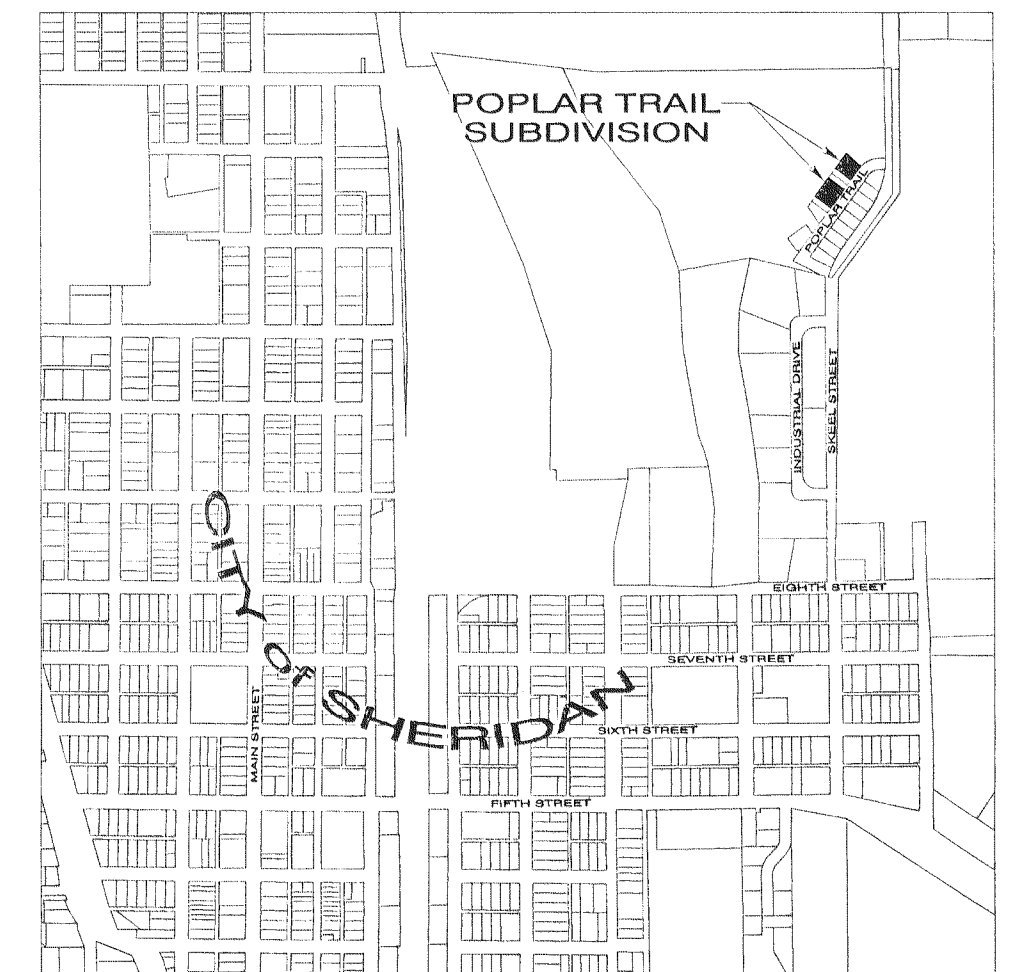 POPLAR TRAIL
SUBDIVISION
POPLAR TRAIL
INDUSTRIAL DRIVE
SKEEL STREET
CITY OF SHERIDAN
EIGHTH STREET
SEVENTH STREET
MAIN STREET
SIXTH STREET
FIFTH STREET